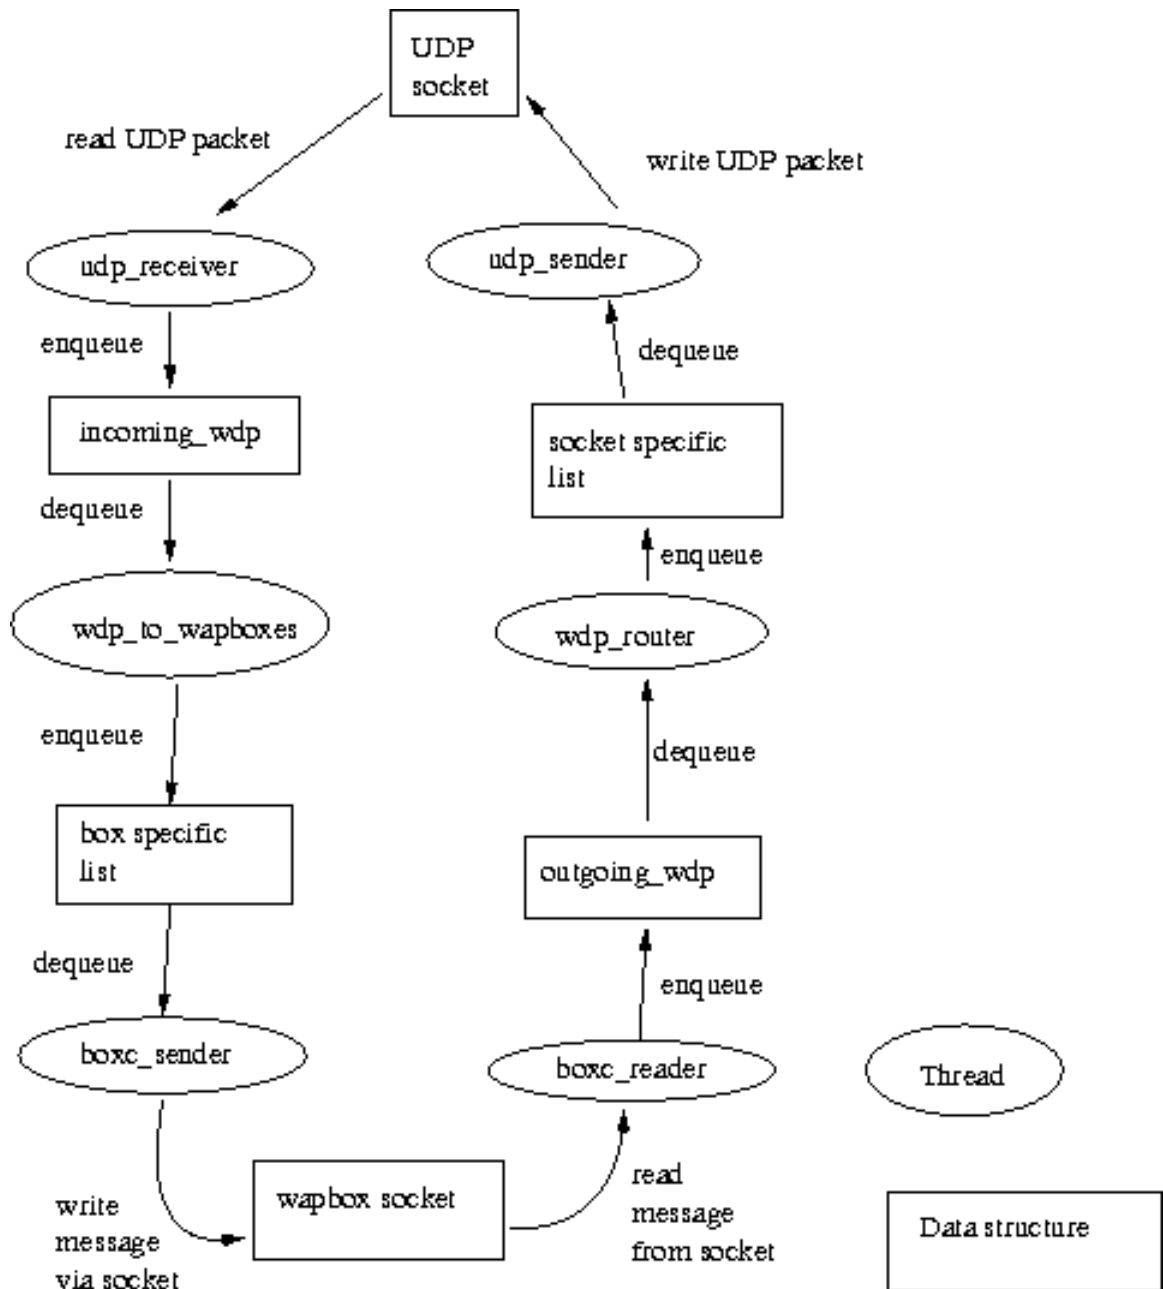 UDP
socket
read UDP packet
write UDP packet
udp_receiver
udp_sender
enqueue
dequeue
incoming_wdp
socket specific
list
dequeue
enqueue
wdp_to_wapboxes
wdp_router
enqueue
dequeue
box specific
list
outgoing_wdp
dequeue
enqueue
boxc_sender
boxc_reader
Thread
write
message
via socket
wapbox socket
read
message
from socket
Data structure